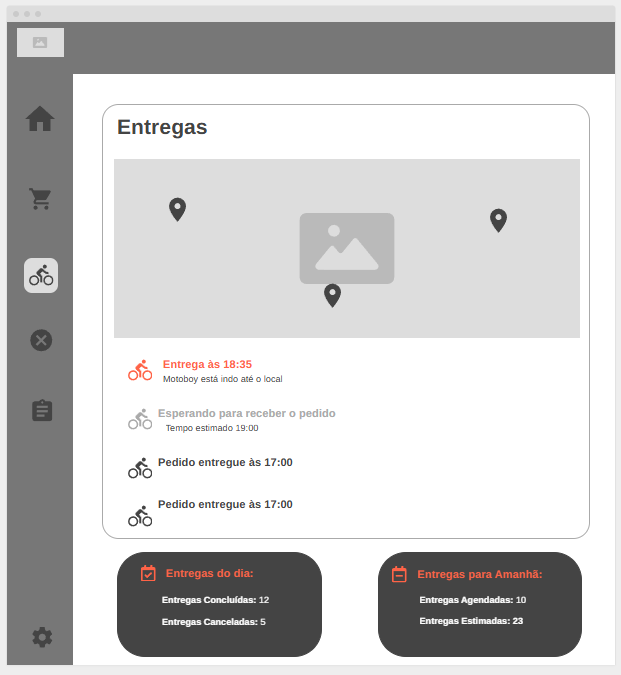 Entregas
Entrega às 18:35
Motoboy está indo até o local
Esperando para receber o pedido
Tempo estimado 19:00
Pedido entregue às 17:00
Pedido entregue às 17:00
Entregas do dia:
Entregas Concluídas: 12
Entregas Canceladas: 5
Entregas para Amanhã:
Entregas Agendadas: 10
Entregas Estimadas: 23